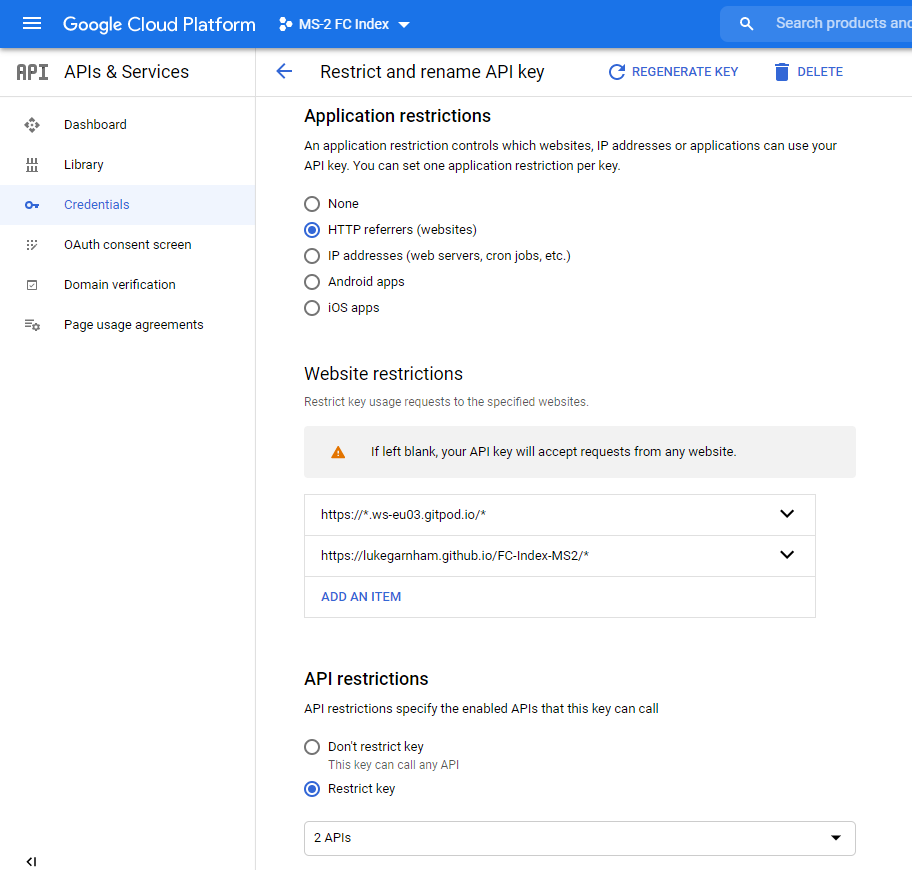 Google Cloud Platform
MS-2 FC Index
Search products and
API APIs & Services
Restrict and rename API key
REGENERATE KEY
DELETE
Dashboard
Library
Credentials
OAuth consent screen
Domain verification
Page usage agreements
Application restrictions
An application restriction controls which websites, IP addresses or applications can use your
API key. You can set one application restriction per key.
None
HTTP referrers (websites)
IP addresses (web servers, cron jobs, etc.)
Android apps
iOS apps
Website restrictions
Restrict key usage requests to the specified websites.
If left blank, your API key will accept requests from any website.
https://*.ws-eu03.gitpod.io/*
https://lukegarnham.github.io/FC-Index-MS2/*
ADD AN ITEM
API restrictions
API restrictions specify the enabled APIs that this key can call
Don't restrict key
This key can call any API
Restrict key
2 APIs